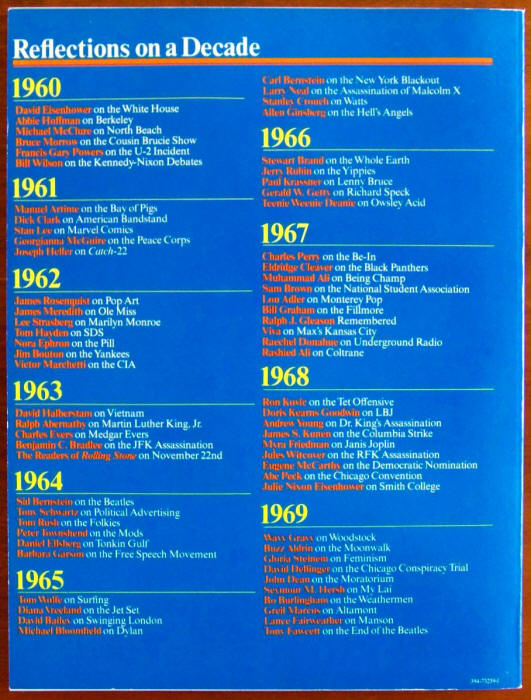 Reflections on a Decade
1960
David Eisenhower on the White House
Abbie Hoffman on Berkeley
Michael McClure on North Beach
Bruce Morrow on the Cousin Brucie Show
Francis Gary Powers on the U-2 Incident
Bill Wilson on the Kennedy-Nixon Debates
1961
Manuel Artime on the Bay of Pigs
Dick Clark on American Bandstand
Stan Lee on Marvel Comics
Georgianna McGuire on the Peace Corps
Joseph Heller on Catch-22
1962
James Rosenquist on Pop Art
James Meredith on Ole Miss
Lee Strasberg on Marilyn Monroe
Tom Hayden on SDS
Nora Ephron on the Pill
Jim Bouton on the Yankees
Victor Marchetti on the CIA
1963
David Halberstam on Vietnam
Ralph Abernathy on Martin Luther King, Jr.
Charles Evers on Medgar Evers
Benjamin C. Bradlee on the JFK Assassination
The Readers of Rolling Stone on November 22nd
1964
Sid Bernstein on the Beatles
Tony Schwartz on Political Advertising
Tom Rush on the Folkies
Peter Townshend on the Mods
Daniel Ellsberg on Tonkin Gulf
Barbara Garson on the Free Speech Movement
1965
Tom Wolfe on Surfing
Diana Vreeland on the Jet Set
David Bailey on Swinging London
Michael Bloomfield on Dylan
Carl Bernstein on the New York Blackout
Larry Neal on the Assassination of Malcolm X
Stanley Crouch on Watts
Allen Ginsberg on the Hell's Angels
1966
Stewart Brand on the Whole Earth
Jerry Rubin on the Yippies
Paul Krassner on Lenny Bruce
Gerald W. Getty on Richard Speck
Teenie Weenie Deanie on Owsley Acid
1967
Charles Perry on the Be-In
Eldridge Cleaver on the Black Panthers
Muhammad Ali on Being Champ
Sam Brown on the National Student Association
Lou Adler on Monterey Pop
Bill Graham on the Fillmore
Ralph J. Gleason Remembered
Viva on Max's Kansas City
Raechel Donahue on Underground Radio
Rashied Ali on Coltrane
1968
Ron Kovic on the Tet Offensive
Doris Kearns Goodwin on LBJ
Andrew Young on Dr. King's Assassination
James S. Kunen on the Columbia Strike
Myra Friedman on Janis Joplin
Jules Witcover on the RFK Assassination
Eugene McCarthy on the Democratic Nomination
Abe Peck on the Chicago Convention
Julie Nixon Eisenhower on Smith College
1969
Wavy Gravy on Woodstock
Buzz Aldrin on the Moonwalk
Gloria Steinem on Feminism
David Dellinger on the Chicago Conspiracy Trial
John Dean on the Moratorium
Seymour M. Hersh on My Lai
Bo Burlingham on the Weathermen
Greil Marcus on Altamont
Lance Fairweather on Manson
Tony Fawcett on the End of the Beatles